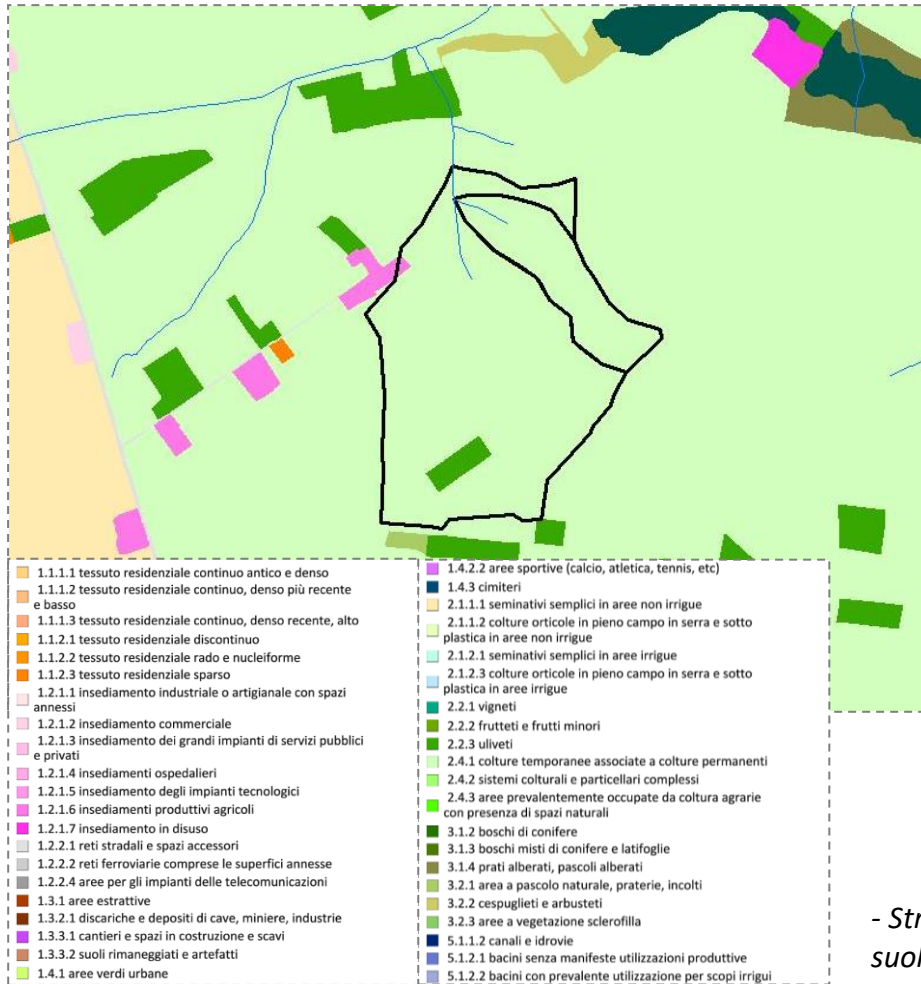 1.1.1.1 tessuto residenziale continuo antico e denso
1.1.1.2 tessuto residenziale continuo, denso più recente
e basso
1.1.1.3 tessuto residenziale continuo, denso recente, alto
1.1.2.1 tessuto residenziale discontinuo
1.1.2.2 tessuto residenziale rado e nucleiforme
1.1.2.3 tessuto residenziale sparso
1.2.1.1 insediamento industriale o artigianale con spazi
annessi
1.2.1.2 insediamento commerciale
1.2.1.3 insediamento dei grandi impianti di servizi pubblici
e privati
1.2.1.4 insediamenti ospedalieri
1.2.1.5 insediamento degli impianti tecnologici
1.2.1.6 insediamenti produttivi agricoli
1.2.1.7 insediamento in disuso
1.2.2.1 reti stradali e spazi accessori
1.2.2.2 reti ferroviarie comprese le superfici annesse
1.2.2.4 aree per gli impianti delle telecomunicazioni
1.3.1 aree estrattive
1.3.2.1 discariche e depositi di cave, miniere, industrie
1.3.3.1 cantieri e spazi in costruzione e scavi
1.3.3.2 suoli rimaneggiati e artefatti
1.4.1 aree verdi urbane
1.4.2.2 aree sportive (calcio, atletica, tennis, etc)
1.4.3 cimiteri
2.1.1.1 seminativi semplici in aree non irrigue
2.1.1.2 colture orticole in pieno campo in serra e sotto
plastica in aree non irrigue
2.1.2.1 seminativi semplici in aree irrigue
2.1.2.3 colture orticole in pieno campo in serra e sotto
plastica in aree irrigue
2.2.1 vigneti
2.2.2 frutteti e frutti minori
2.2.3 uliveti
2.4.1 colture temporanee associate a colture permanenti
2.4.2 sistemi colturali e particellari complessi
2.4.3 aree prevalentemente occupate da coltura agrarie
con presenza di spazi naturali
3.1.2 boschi di conifere
3.1.3 boschi misti di conifere e latifoglie
3.1.4 prati alberati, pascoli alberati
3.2.1 area a pascolo naturale, praterie, incolti
3.2.2 cespuglieti e arbusteti
3.2.3 aree a vegetazione sclerofilla
5.1.1.2 canali e idrovie
5.1.2.1 bacini senza manifeste utilizzazioni produttive
5.1.2.2 bacini con prevalente utilizzazione per scopi irrigui
- Str
suol